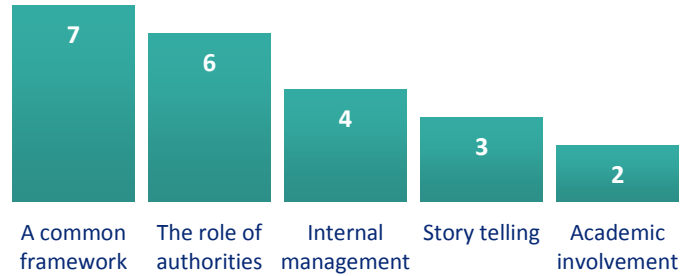 7
6
4
3
2
A common
framework
The role of
authorities
Internal
management
Story telling
Academic
involvement